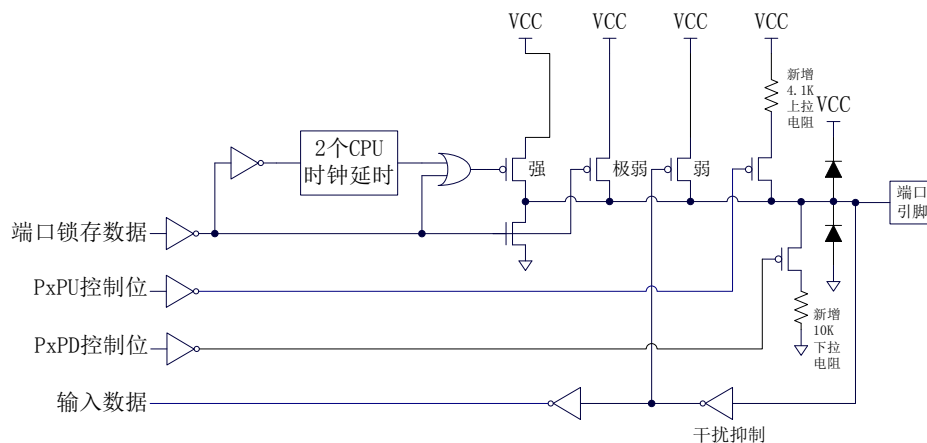 VCC
VCC
VCC
VCC
新增
4.1K
上拉
电阻
VCC
2个CPU
时钟延时
强
极弱
弱
端口
引脚
端口锁存数据
PxPU控制位
新增
10K
下拉
电阻
PxPD控制位
输入数据
干扰抑制